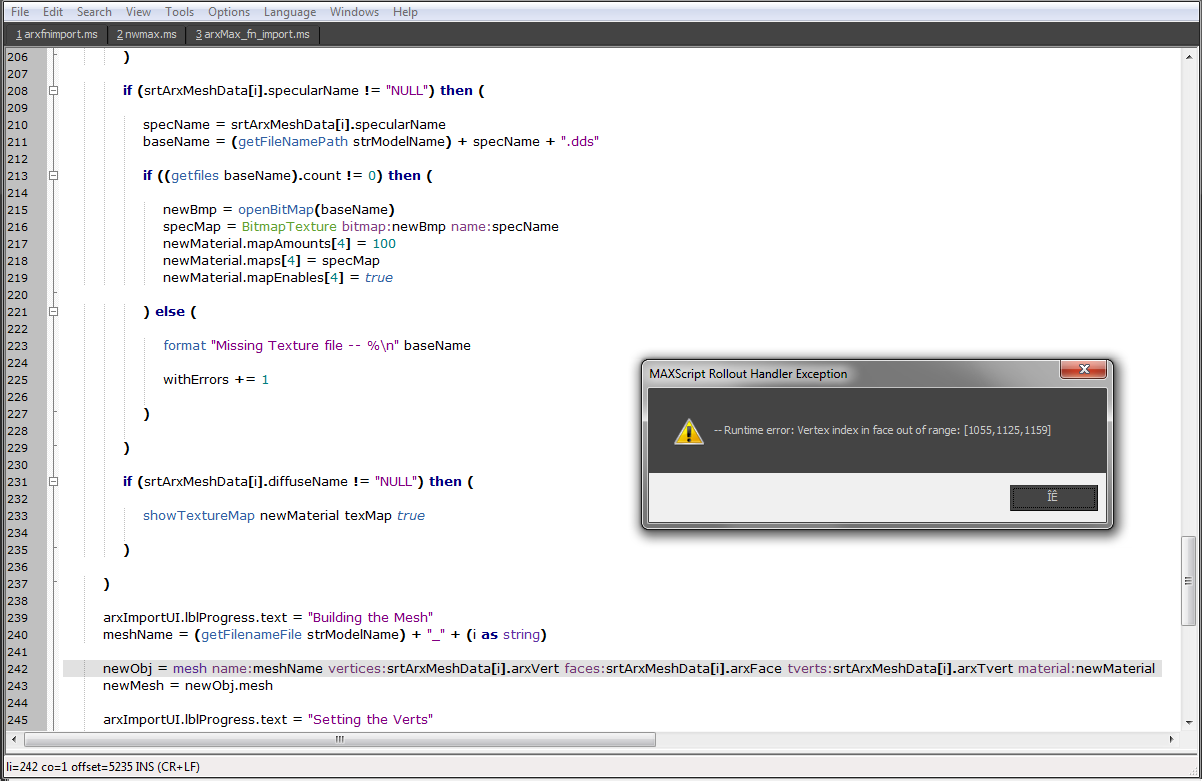 File Edit Search View Tools Options Language Windows Help
1 arxfnimport.ms 2 nwmax.ms 3 arxMax_fn_import.ms
206 )
207
208 if (srtArxMeshData[i].specularName != "NULL") then (
209
210 specName = srtArxMeshData[i].specularName
211 baseName = (getFileNamePath strModelName) + specName + ".dds"
212
213 if ((getfiles baseName).count != 0) then (
214
215 newBmp = openBitMap(baseName)
216 specMap = BitmapTexture bitmap:newBmp name:specName
217 newMaterial.mapAmounts[4] = 100
218 newMaterial.maps[4] = specMap
219 newMaterial.mapEnables[4] = true
220
221 ) else (
222
223 format "Missing Texture file -- %\n" baseName
224
225 withErrors += 1
226
227 )
228
229 )
230
231 if (srtArxMeshData[i].diffuseName != "NULL") then (
232
233 showTextureMap newMaterial texMap true
234
235 )
236
237 )
238
239 arxImportUI.lblProgress.text = "Building the Mesh"
240 meshName = (getFilenameFile strModelName) + "_" + (i as string)
241
242 newObj = mesh name:meshName vertices:srtArxMeshData[i].arxVert faces:srtArxMeshData[i].arxFace tverts:srtArxMeshData[i].arxTvert material:newMaterial
243 newMesh = newObj.mesh
244
245 arxImportUI.lblProgress.text = "Setting the Verts"
MAXScript Rollout Handler Exception
-- Runtime error: Vertex index in face out of range: [1055,1125,1159]
ÎÊ
li=242 co=1 offset=5235 INS (CR+LF)